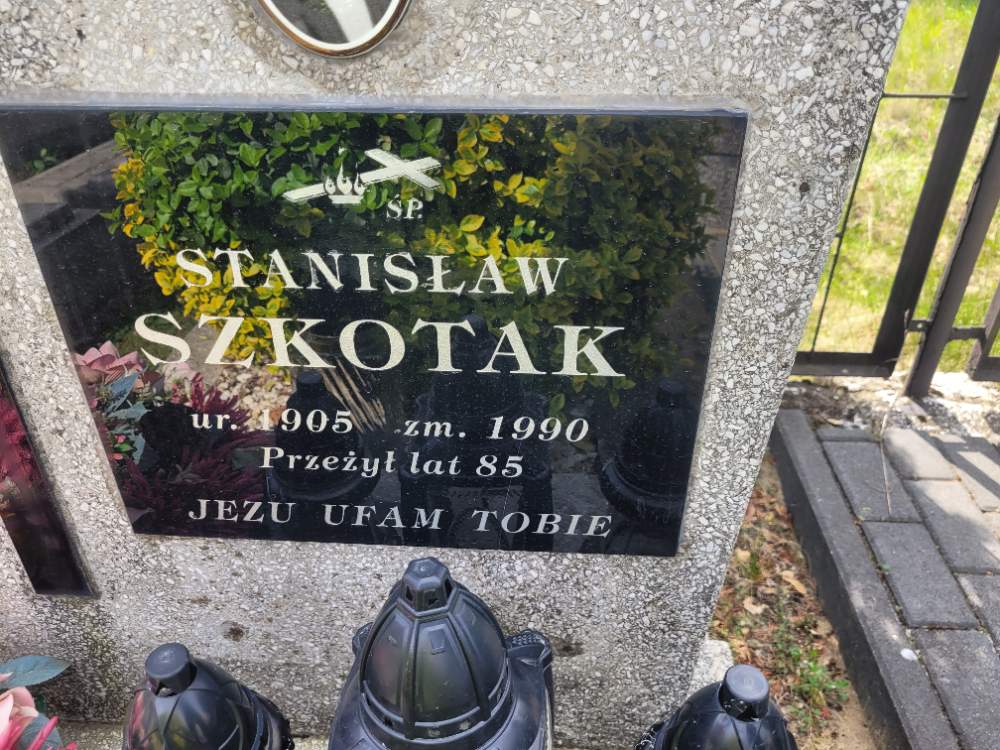 ŚP.
STANISŁAW
SZKOTAK
ur. 1905 zm. 1990
Przeżył lat 85
JEZU UFAM TOBIE